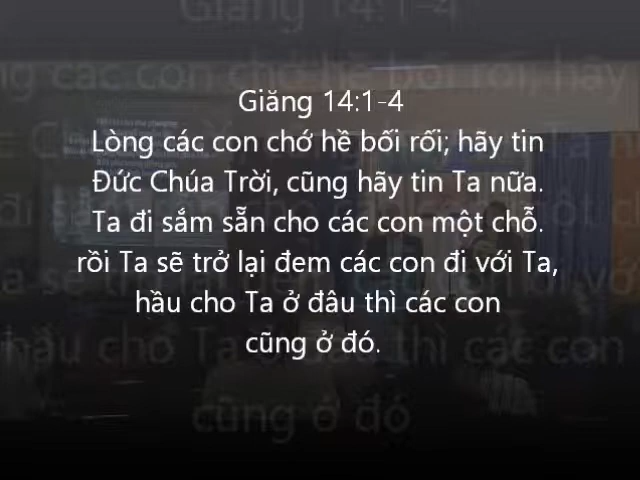 Giăng 14:1-4
Lòng các con chớ hề bối rối; hãy tin
Đức Chúa Trời, cũng hãy tin Ta nữa.
Ta đi sắm sẵn cho các con một chỗ.
rồi Ta sẽ trở lại đem các con đi với Ta,
hầu cho Ta ở đâu thì các con
cũng ở đó.